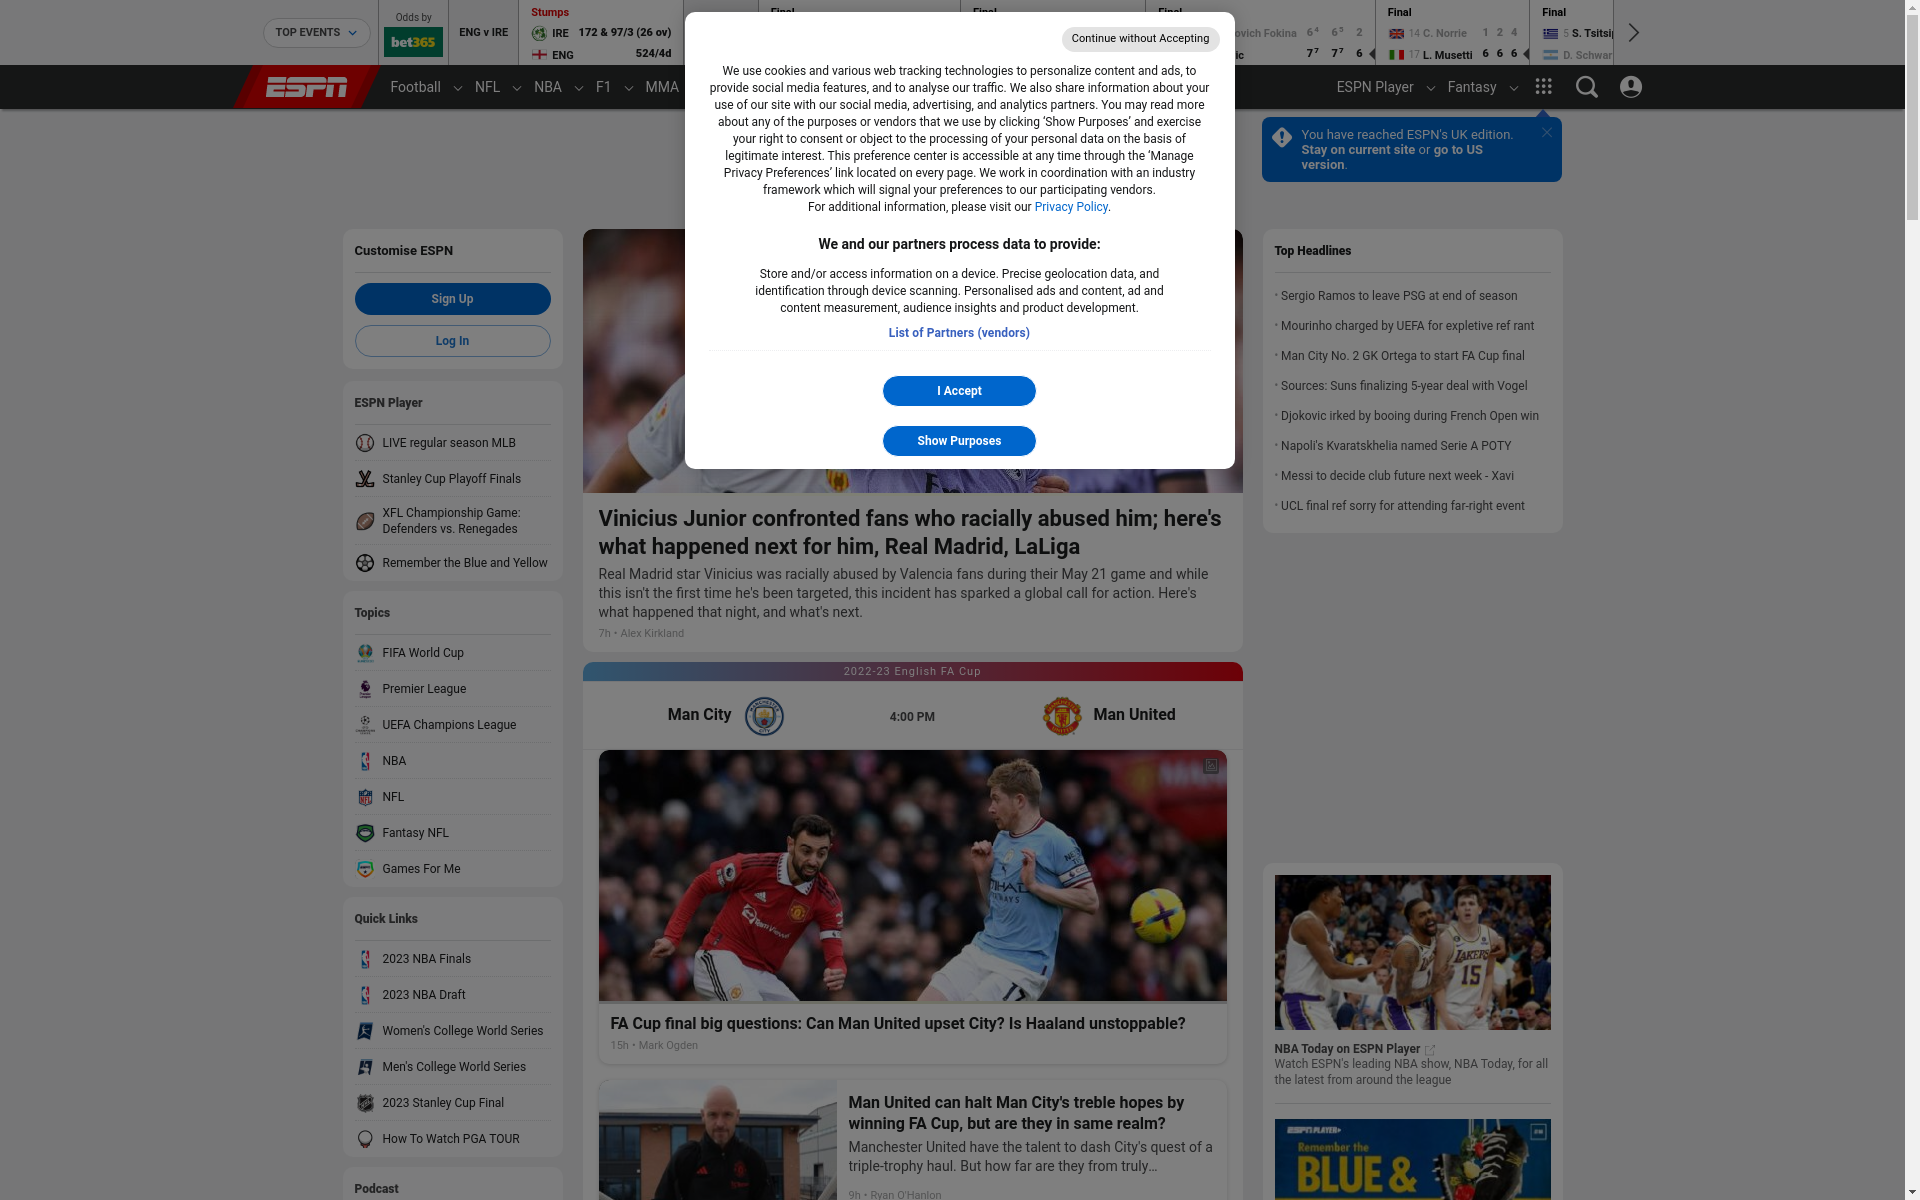 TOP EVENTS
Odds by
bet365
ENG v IRE
Stumps
IRE 172 & 97/3 (26 ov)
ENG 524/4d
Final
Final
Final
ovich Fokina 6⁴ 6⁵ 2
ic 7⁷ 7⁷ 6
Final
14 C. Norrie 1 2 4
17 L. Musetti 6 6 6
Final
5 S. Tsitsi
D. Schwar
ESPN
Football
NFL
NBA
F1
MMA
ESPN Player
Fantasy
You have reached ESPN's UK edition.
Stay on current site or go to US
version.
Continue without Accepting
We use cookies and various web tracking technologies to personalize content and ads, to
provide social media features, and to analyse our traffic. We also share information about your
use of our site with our social media, advertising, and analytics partners. You may read more
about any of the purposes or vendors that we use by clicking ‘Show Purposes’ and exercise
your right to consent or object to the processing of your personal data on the basis of
legitimate interest. This preference center is accessible at any time through the ‘Manage
Privacy Preferences’ link located on every page. We work in coordination with an industry
framework which will signal your preferences to our participating vendors.
For additional information, please visit our Privacy Policy.
We and our partners process data to provide:
Store and/or access information on a device. Precise geolocation data, and
identification through device scanning. Personalised ads and content, ad and
content measurement, audience insights and product development.
List of Partners (vendors)
I Accept
Show Purposes
Customise ESPN
Sign Up
Log In
ESPN Player
LIVE regular season MLB
Stanley Cup Playoff Finals
XFL Championship Game:
Defenders vs. Renegades
Remember the Blue and Yellow
Topics
FIFA World Cup
Premier League
UEFA Champions League
NBA
NFL
Fantasy NFL
Games For Me
Quick Links
2023 NBA Finals
2023 NBA Draft
Women's College World Series
Men's College World Series
2023 Stanley Cup Final
How To Watch PGA TOUR
Podcast
Vinicius Junior confronted fans who racially abused him; here's
what happened next for him, Real Madrid, LaLiga
Real Madrid star Vinicius was racially abused by Valencia fans during their May 21 game and while
this isn't the first time he's been targeted, this incident has sparked a global call for action. Here's
what happened that night, and what's next.
7h • Alex Kirkland
2022-23 English FA Cup
Man City
4:00 PM
Man United
FA Cup final big questions: Can Man United upset City? Is Haaland unstoppable?
15h • Mark Ogden
Man United can halt Man City's treble hopes by
winning FA Cup, but are they in same realm?
Manchester United have the talent to dash City's quest of a
triple-trophy haul. But how far are they from truly...
9h • Ryan O'Hanlon
Top Headlines
Sergio Ramos to leave PSG at end of season
Mourinho charged by UEFA for expletive ref rant
Man City No. 2 GK Ortega to start FA Cup final
Sources: Suns finalizing 5-year deal with Vogel
Djokovic irked by booing during French Open win
Napoli's Kvaratskhelia named Serie A POTY
Messi to decide club future next week - Xavi
UCL final ref sorry for attending far-right event
LAKERS
15
NBA Today on ESPN Player
Watch ESPN's leading NBA show, NBA Today, for all
the latest from around the league
ESPN PLAYER
Remember the
BLUE &